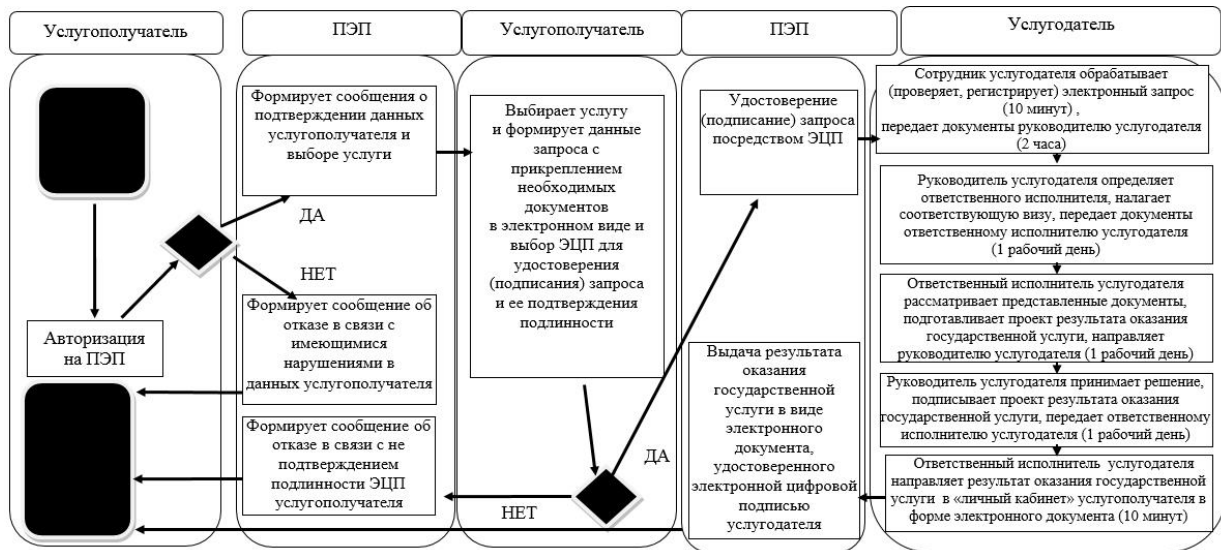 Услугополучатель
ПЭП
Услугополучатель
ПЭП
Услугодатель
Авторизация
на ПЭП
Формирует сообщения о
подтверждении данных
услугополучателя и
выборе услуги
ДА
НЕТ
Формирует сообщение об
отказе в связи с
имеющимися
нарушениями в
данных услугополучателя
Формирует сообщение об
отказе в связи с не
подтверждением
подлинности ЭЦП
услугополучателя
Выбирает услугу
и формирует данные
запроса с
прикреплением
необходимых
документов
в электронном виде и
выбор ЭЦП для
удостоверения
(подписания) запроса
и ее подтверждения
подлинности
ДА
НЕТ
Удостоверение
(подписание) запроса
посредством ЭЦП
Выдача результата
оказания
государственной
услуги в виде
электронного
документа,
удостоверенного
электронной цифровой
подписью
услугодателя
Сотрудник услугодателя обрабатывает
(проверяет, регистрирует) электронный запрос
(10 минут) ,
передает документы руководителю услугодателя
(2 часа)
Руководитель услугодателя определяет
ответственного исполнителя, налагает
соответствующую визу, передает документы
ответственному исполнителю услугодателя
(1 рабочий день)
Ответственный исполнитель услугодателя
рассматривает представленные документы,
подготавливает проект результата оказания
государственной услуги, направляет
руководителю услугодателя (1 рабочий день)
Руководитель услугодателя принимает решение,
подписывает проект результата оказания
государственной услуги, передает ответственному
исполнителю услугодателя (1 рабочий день)
Ответственный исполнитель услугодателя
направляет результат оказания государственной
услуги в «личный кабинет» услугополучателя в
форме электронного документа (10 минут)